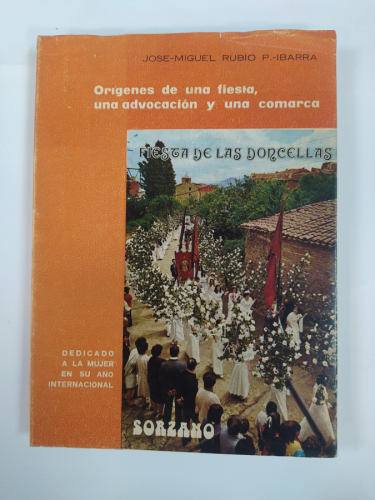 JOSE-MIGUEL RUBIO P.-IBARRA
Orígenes de una fiesta,
una advocación y una comarca
FIESTA DE LAS DONCELLAS
DEDICADO
A LA MUJER
EN SU AÑO
INTERNACIONAL
SORZANO